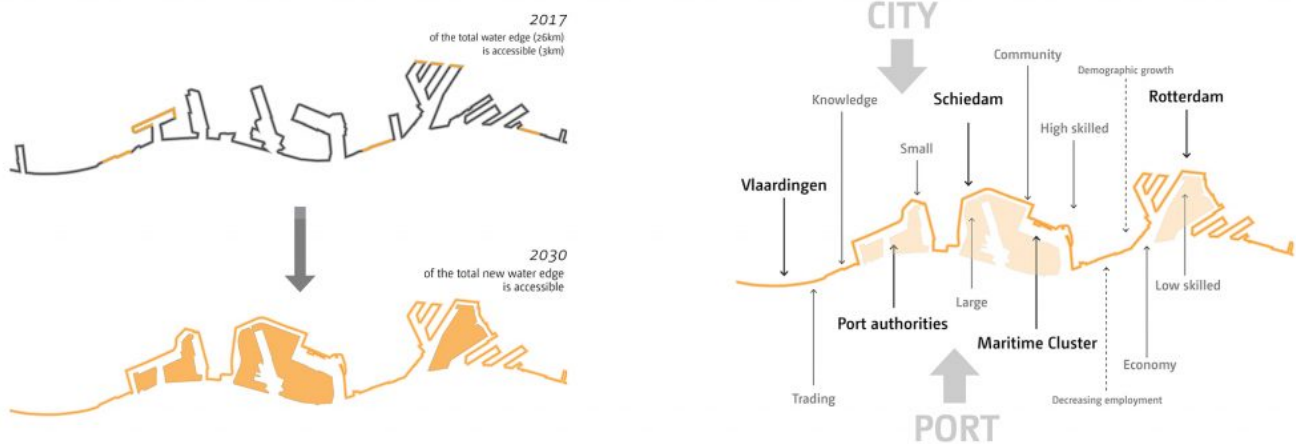 2017
of the total water edge (26km)
is accessible (3km)
2030
of the total new water edge
is accessible
CITY
Community
Demographic growth
Knowledge
Schiedam
Rotterdam
High skilled
Small
Vlaardingen
Large
Low skilled
Port authorities
Maritime Cluster
Economy
Trading
Decreasing employment
PORT